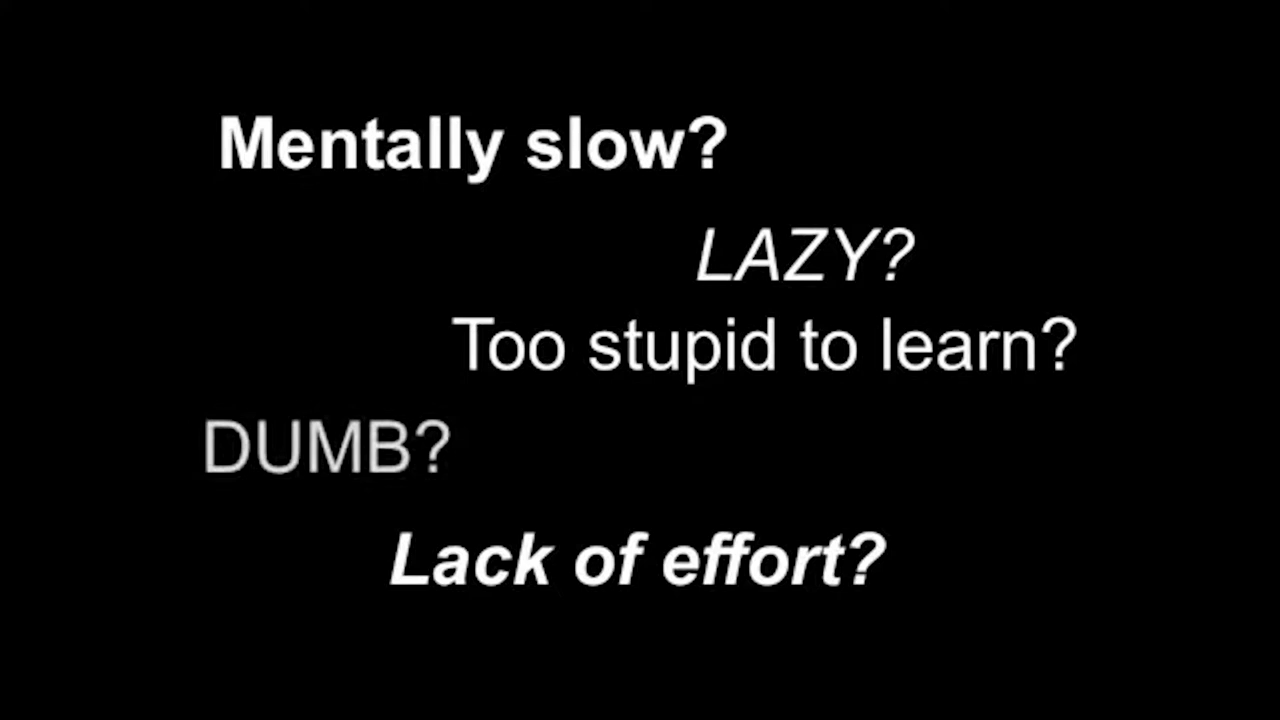 Mentally slow?
LAZY?
Too stupid to learn?
DUMB?
Lack of effort?